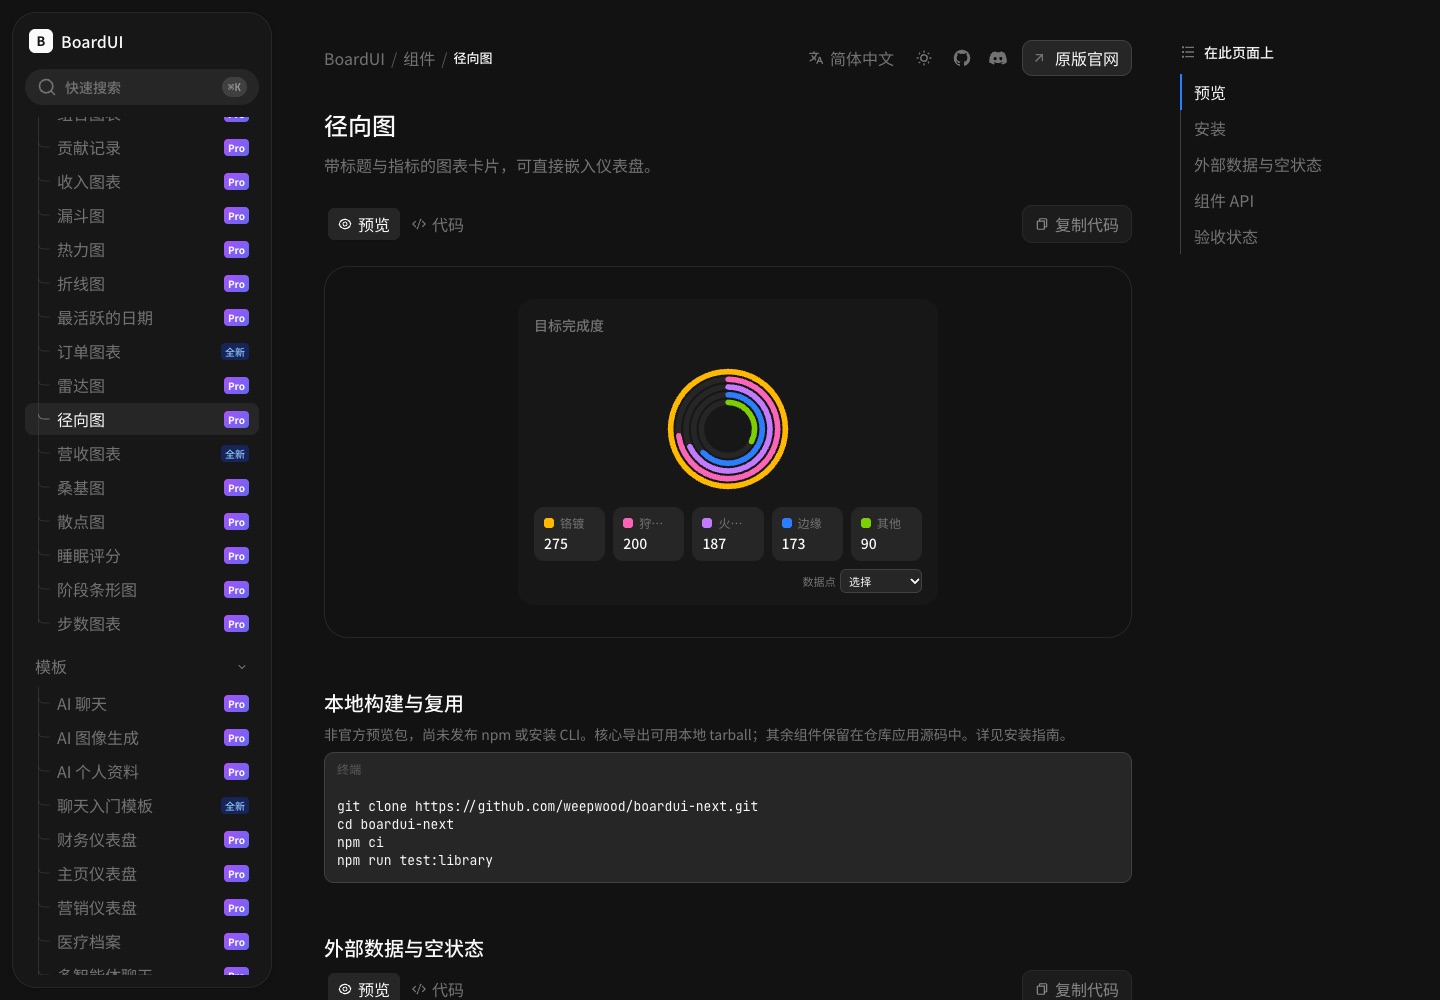 B BoardUI
快速搜索 ⌘K
贡献记录 Pro
收入图表 Pro
漏斗图 Pro
热力图 Pro
折线图 Pro
最活跃的日期 Pro
订单图表 全新
雷达图 Pro
径向图 Pro
营收图表 全新
桑基图 Pro
散点图 Pro
睡眠评分 Pro
阶段条形图 Pro
步数图表 Pro
模板
AI 聊天 Pro
AI 图像生成 Pro
AI 个人资料 Pro
聊天入门模板 全新
财务仪表盘 Pro
主页仪表盘 Pro
营销仪表盘 Pro
医疗档案 Pro
BoardUI / 组件 / 径向图
简体中文
原版官网
径向图
带标题与指标的图表卡片，可直接嵌入仪表盘。
预览 代码
复制代码
目标完成度
铬镀 狩… 火… 边缘 其他
275 200 187 173 90
数据点 选择
本地构建与复用
非官方预览包，尚未发布 npm 或安装 CLI。核心导出可用本地 tarball；其余组件保留在仓库应用源码中。详见安装指南。
终端
git clone https://github.com/weepwood/boardui-next.git
cd boardui-next
npm ci
npm run test:library
外部数据与空状态
预览 代码
复制代码
在此页面上
预览
安装
外部数据与空状态
组件 API
验收状态